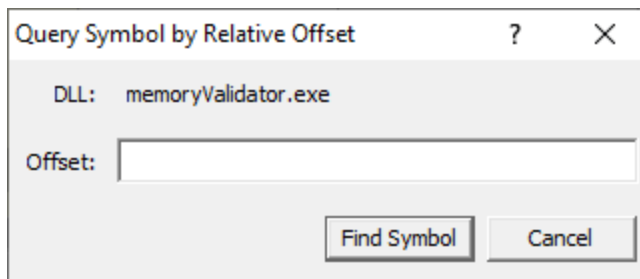 Query Symbol by Relative Offset ?
DLL: memoryValidator.exe
Offset:
Find Symbol Cancel